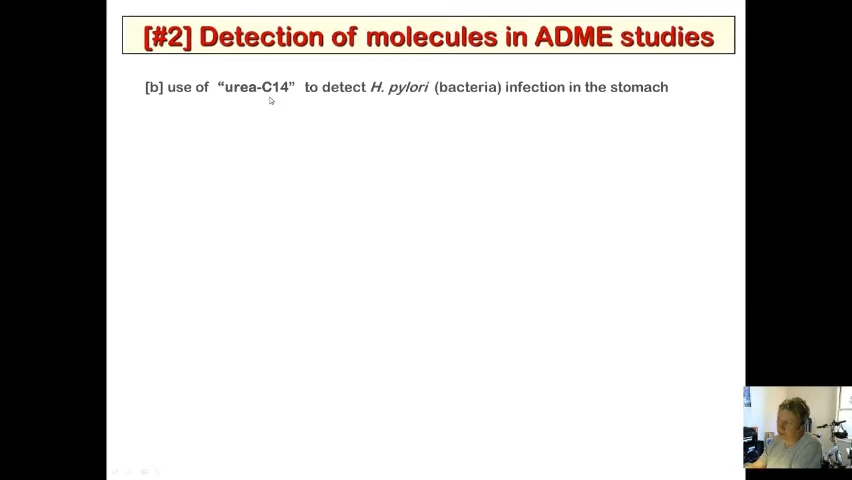 [#2] Detection of molecules in ADME studies
[b] use of “urea-C14” to detect H. pylori (bacteria) infection in the stomach